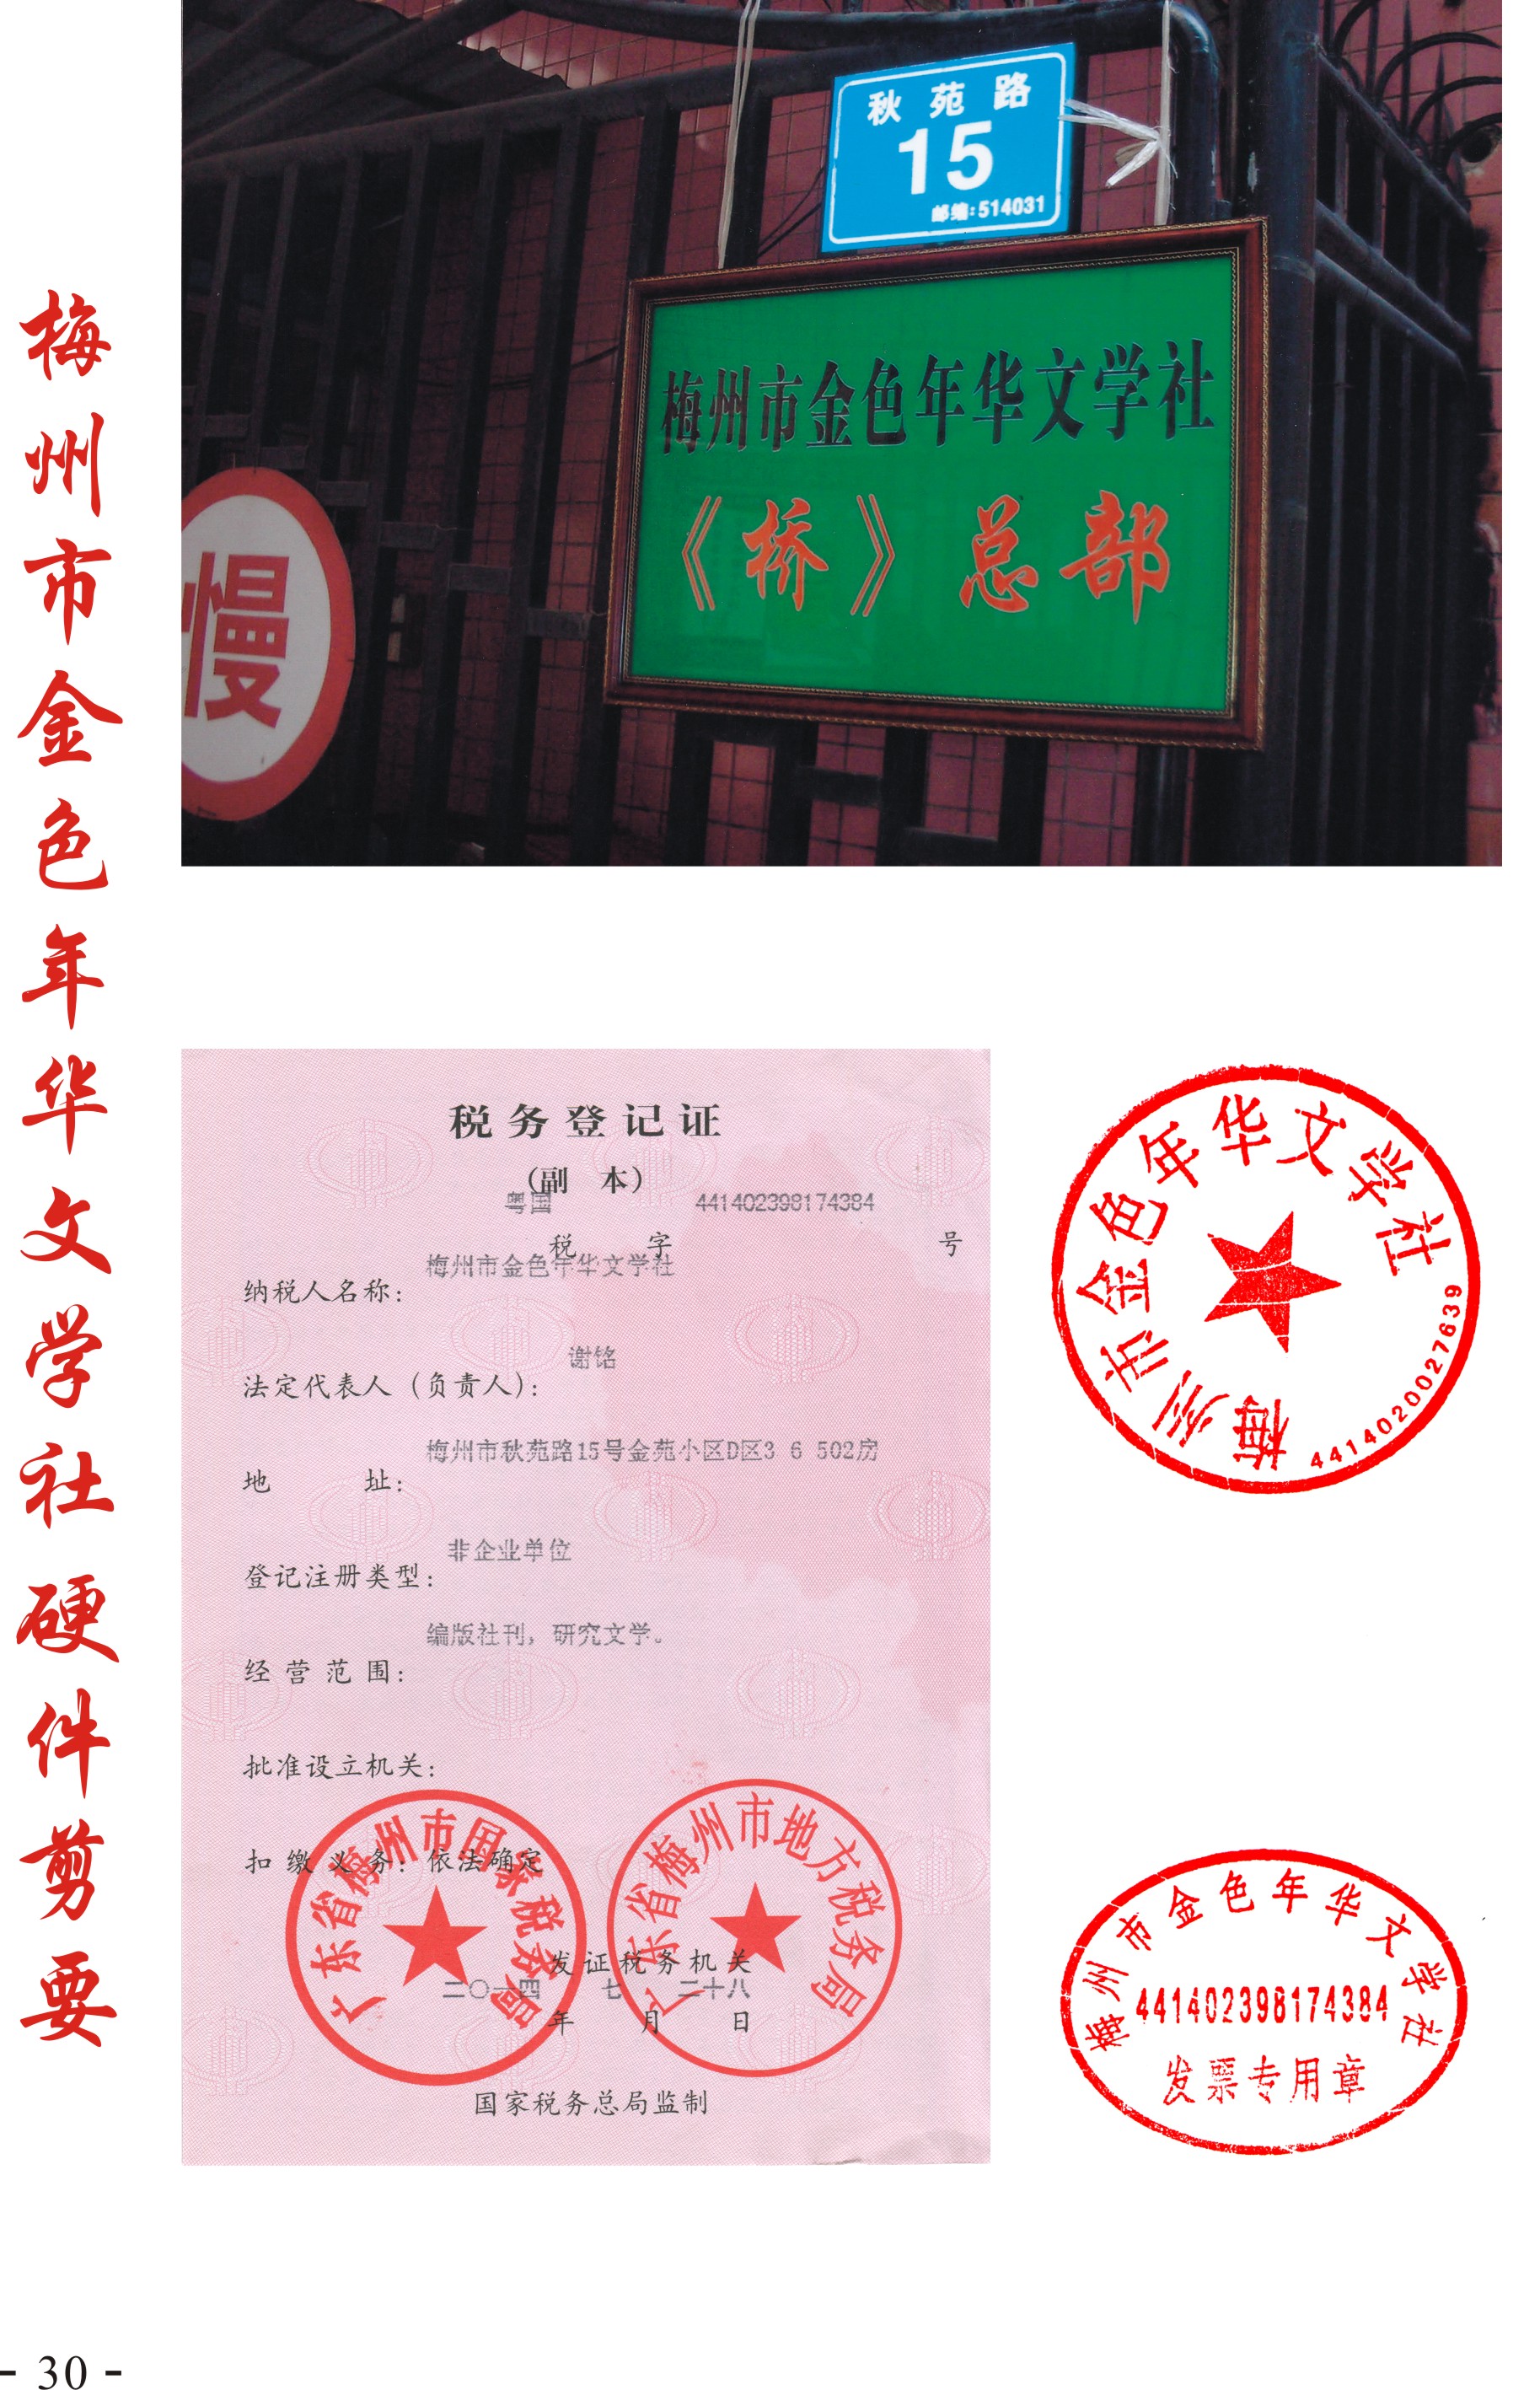 梅州市金色年华文学社硬件剪要
秋苑路
15
邮编:514031
梅州市金色年华文学社
《桥》总部
慢
税务登记证
(副 本)
粤国 441402398174384
税 字 号
梅州市金色年华文学社
纳税人名称:
谢铭
法定代表人(负责人):
梅州市秋苑路15号金苑小区D区3 6 502房
地 址:
非企业单位
登记注册类型:
编版社刊，研究文学。
经营范围:
批准设立机关:
扣缴义务:依法确定
广东省梅州市国家税务局
广东省梅州市地方税务局
发证税务机关
二〇一四 七 二十八
年 月 日
国家税务总局监制
梅州市金色年华文学社
4414020027639
梅州市金色年华文学社
441402398174384
发票专用章
- 30 -